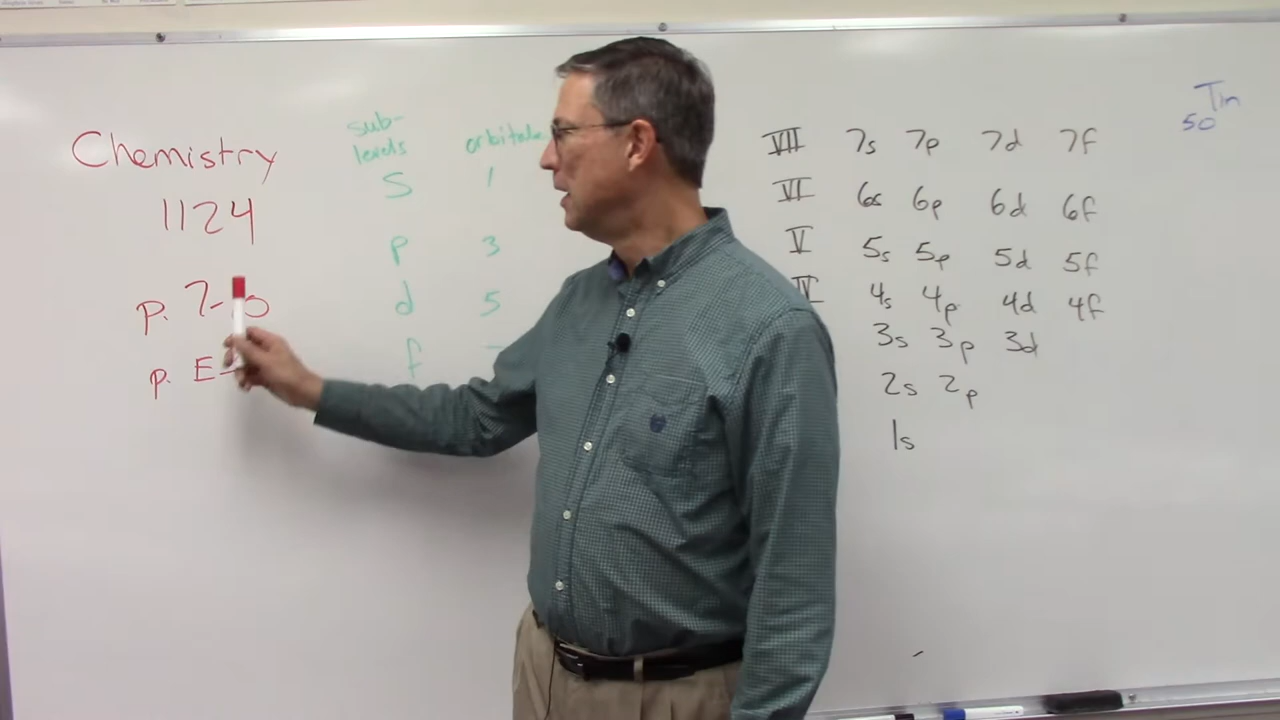 Chemistry
1124
p.
p. E-
sub-
levels orbitals
s 1
p 3
d 5
f
VII 7s 7p 7d 7f
VI 6s 6p 6d 6f
V 5s 5p 5d 5f
IV 4s 4p 4d 4f
3s 3p 3d
2s 2p
1s
Tin
50